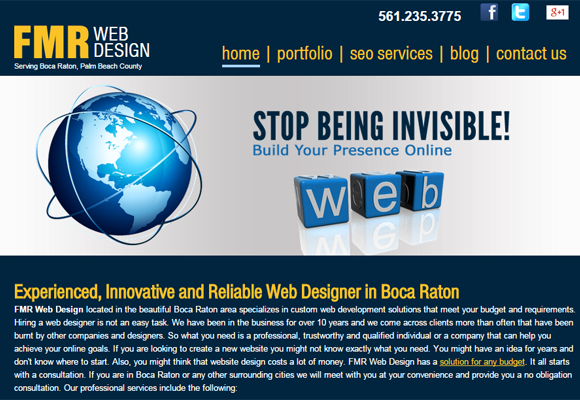 561.235.3775
f
t
g+1
FMR WEB DESIGN
Serving Boca Raton, Palm Beach County
home | portfolio | seo services | blog | contact us
STOP BEING INVISIBLE!
Build Your Presence Online
web
Experienced, Innovative and Reliable Web Designer in Boca Raton
FMR Web Design located in the beautiful Boca Raton area specializes in custom web development solutions that meet your budget and requirements.
Hiring a web designer is not an easy task. We have been in the business for over 10 years and we come across clients more than often that have been
burnt by other companies and designers. So what you need is a professional, trustworthy and qualified individual or a company that can help you
achieve your online goals. If you are looking to create a new website you might not know exactly what you need. You might have an idea for years and
don't know where to start. Also, you might think that website design costs a lot of money. FMR Web Design has a solution for any budget. It all starts
with a consultation. If you are in Boca Raton or any other surrounding cities we will meet with you at your convenience and provide you a no obligation
consultation. Our professional services include the following: